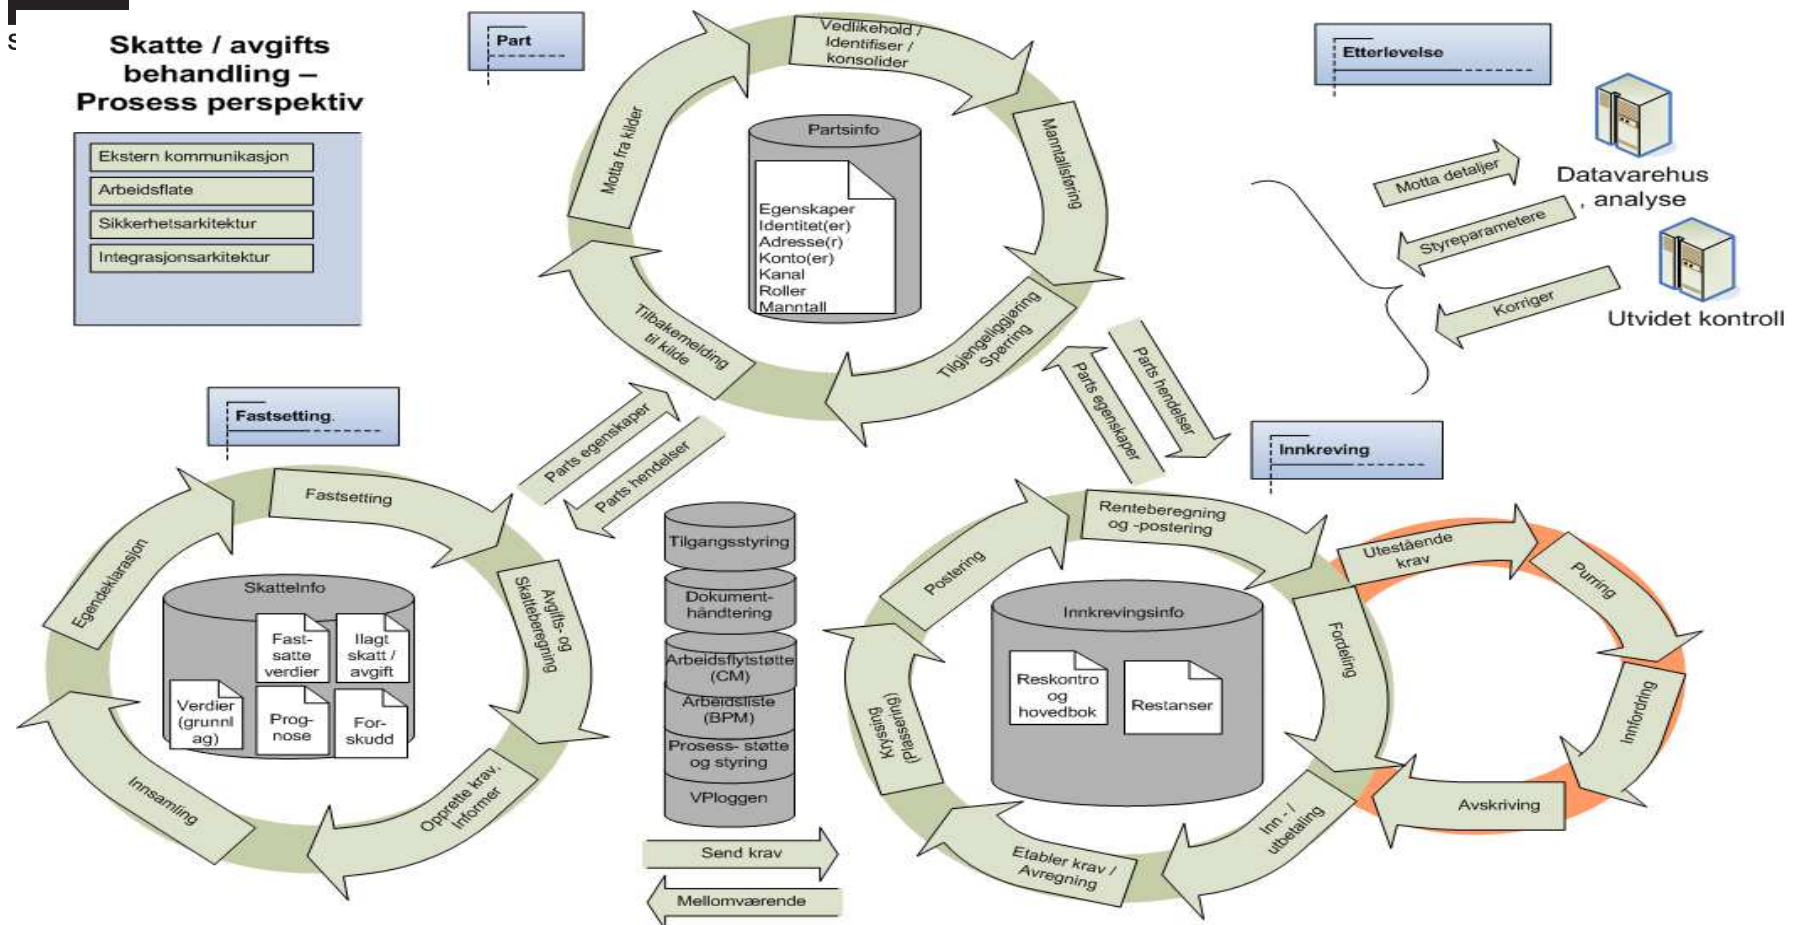 Skatte / avgifts
behandling –
Prosess perspektiv
Ekstern kommunikasjon
Arbeidsflate
Sikkerhetsarkitektur
Integrasjonsarkitektur
Part
Vedlikehold /
Identifiser /
konsolider
Manntallsføring
Tilgjengeliggjøring
Spørring
Tilbakemelding
til kilde
Motta fra kilder
Partsinfo
Egenskaper
Identitet(er)
Adresse(r)
Konto(er)
Kanal
Roller
Manntall
Etterlevelse
Motta detaljer
Styreparametere
Korriger
Datavarehus
, analyse
Utvidet kontroll
Parts egenskaper
Parts hendelser
Parts egenskaper
Parts hendelser
Fastsetting.
Fastsetting
Avgifts- og
Skatteberegning
Opprette krav,
Informer
Innsamling
Egendeklarasjon
SkatteInfo
Fast-
satte
verdier
Ilagt
skatt /
avgift
Verdier
(grunnl
ag)
Prog-
nose
For-
skudd
Tilgangsstyring
Dokument-
håndtering
Arbeidsflytstøtte
(CM)
Arbeidsliste
(BPM)
Prosess- støtte
og styring
VPloggen
Send krav
Mellomværende
Innkreving
Renteberegning
og -postering
Fordeling
Inn - /
utbetaling
Etabler krav /
Avregning
Kryssing
(Plassering)
Postering
Innkrevingsinfo
Reskontro
og
hovedbok
Restanser
Utestående
krav
Purring
Innfordring
Avskriving